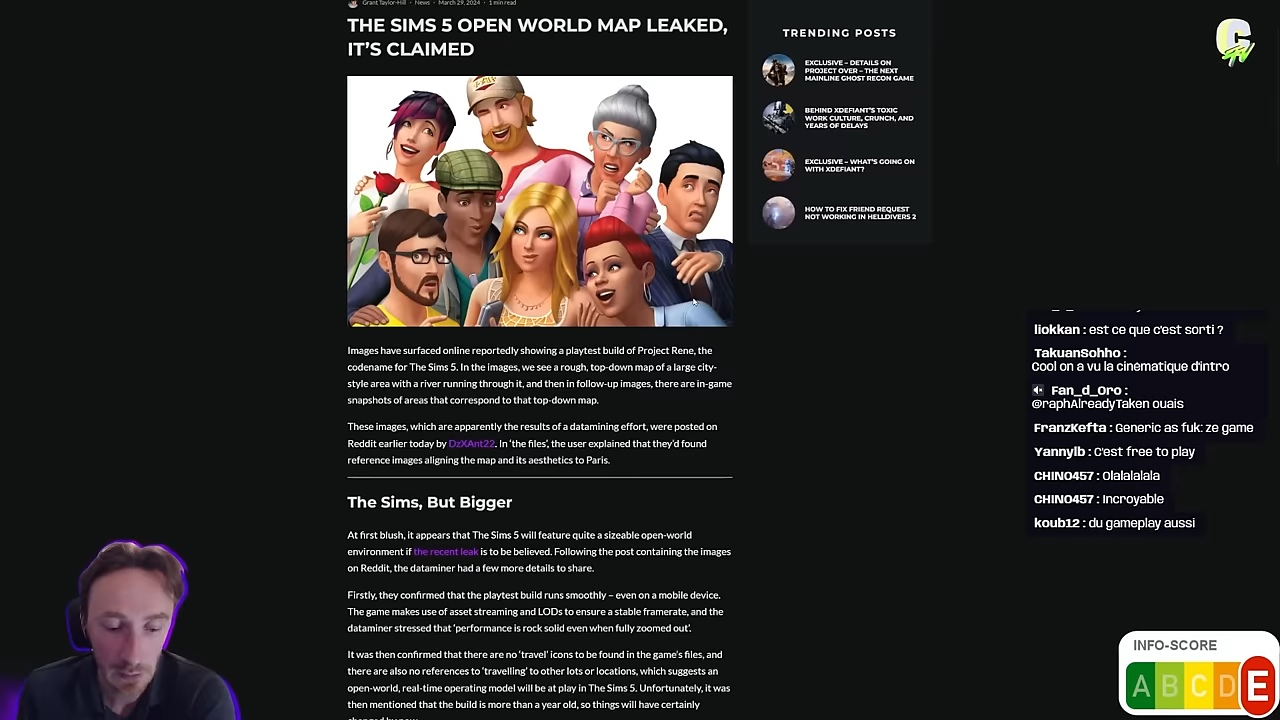 Grant Taylor-Hill • News • March 29, 2024 • 1 min read
THE SIMS 5 OPEN WORLD MAP LEAKED,
IT'S CLAIMED
Images have surfaced online reportedly showing a playtest build of Project Rene, the
codename for The Sims 5. In the images, we see a rough, top-down map of a large city-
style area with a river running through it, and then in follow-up images, there are in-game
snapshots of areas that correspond to that top-down map.
These images, which are apparently the results of a datamining effort, were posted on
Reddit earlier today by DzXAnt22. In 'the files', the user explained that they'd found
reference images aligning the map and its aesthetics to Paris.
The Sims, But Bigger
At first blush, it appears that The Sims 5 will feature quite a sizeable open-world
environment if the recent leak is to be believed. Following the post containing the images
on Reddit, the dataminer had a few more details to share.
Firstly, they confirmed that the playtest build runs smoothly – even on a mobile device.
The game makes use of asset streaming and LODs to ensure a stable framerate, and the
dataminer stressed that 'performance is rock solid even when fully zoomed out'.
It was then confirmed that there are no 'travel' icons to be found in the game's files, and
there are also no references to 'travelling' to other lots or locations, which suggests an
open-world, real-time operating model will be at play in The Sims 5. Unfortunately, it was
then mentioned that the build is more than a year old, so things will have certainly
TRENDING POSTS
EXCLUSIVE – DETAILS ON
PROJECT OVER – THE NEXT
MAINLINE GHOST RECON GAME
BEHIND XDEFIANT'S TOXIC
WORK CULTURE, CRUNCH, AND
YEARS OF DELAYS
EXCLUSIVE – WHAT'S GOING ON
WITH XDEFIANT?
HOW TO FIX FRIEND REQUEST
NOT WORKING IN HELLDIVERS 2
liokkan : est ce que c'est sorti ?
TakuanSohho :
Cool on a vu la cinématique d'intro
Fan_d_Oro :
@raphAlreadyTaken ouais
FranzKefta : Generic as fuk: ze game
Yannylb : C'est free to play
CHINO457 : Olalalalala
CHINO457 : Incroyable
koub12 : du gameplay aussi
INFO-SCORE
A B C D E